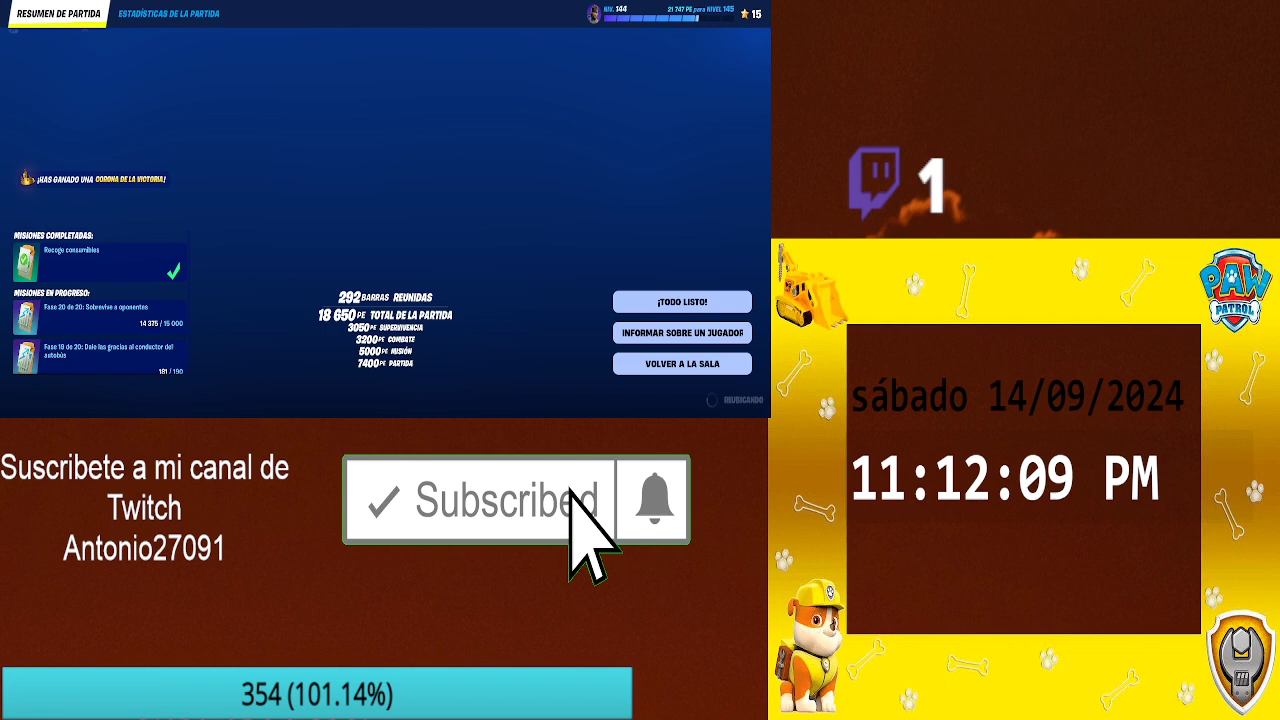 RESUMEN DE PARTIDA
ESTADÍSTICAS DE LA PARTIDA
NIV. 144
21 747 PE para NIVEL 145
15
¡HAS GANADO UNA CORONA DE LA VICTORIA!
MISIONES COMPLETADAS:
Recoge consumibles
MISIONES EN PROGRESO:
Fase 20 de 20: Sobrevive a oponentes
14 375 / 15 000
Fase 19 de 20: Dale las gracias al conductor del
autobús
181 / 190
292 BARRAS REUNIDAS
18 650 PE TOTAL DE LA PARTIDA
3050 PE SUPERVIVENCIA
3200 PE COMBATE
5000 PE MISIÓN
7400 PE PARTIDA
¡TODO LISTO!
INFORMAR SOBRE UN JUGADOR
VOLVER A LA SALA
REUBICANDO
1
PAW
PATROL
sábado 14/09/2024
11:12:09 PM
Suscribete a mi canal de
Twitch
Antonio27091
Subscribed
354 (101.14%)